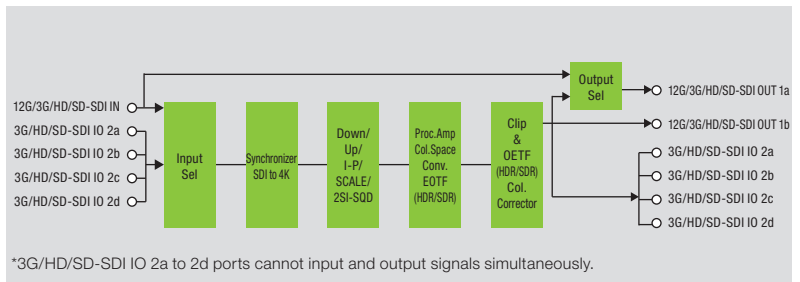 12G/3G/HD/SD-SDI IN
3G/HD/SD-SDI IO 2a
3G/HD/SD-SDI IO 2b
3G/HD/SD-SDI IO 2c
3G/HD/SD-SDI IO 2d
Input
Sel
Synchronizer
SDI to 4K
Down/
Up/
I-P/
SCALE/
2SI-SQD
Proc.Amp
Col.Space
Conv.
EOTF
(HDR/SDR)
Clip
&
OETF
(HDR/SDR)
Col.
Corrector
Output
Sel
12G/3G/HD/SD-SDI OUT 1a
12G/3G/HD/SD-SDI OUT 1b
3G/HD/SD-SDI IO 2a
3G/HD/SD-SDI IO 2b
3G/HD/SD-SDI IO 2c
3G/HD/SD-SDI IO 2d
*3G/HD/SD-SDI IO 2a to 2d ports cannot input and output signals simultaneously.